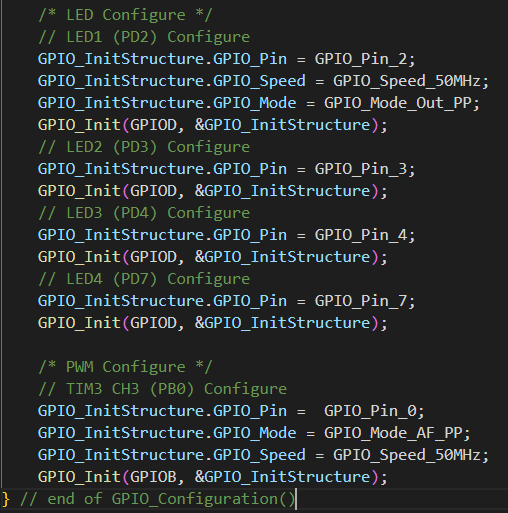 /* LED Configure */
// LED1 (PD2) Configure
GPIO_InitStructure.GPIO_Pin = GPIO_Pin_2;
GPIO_InitStructure.GPIO_Speed = GPIO_Speed_50MHz;
GPIO_InitStructure.GPIO_Mode = GPIO_Mode_Out_PP;
GPIO_Init(GPIOD, &GPIO_InitStructure);
// LED2 (PD3) Configure
GPIO_InitStructure.GPIO_Pin = GPIO_Pin_3;
GPIO_Init(GPIOD, &GPIO_InitStructure);
// LED3 (PD4) Configure
GPIO_InitStructure.GPIO_Pin = GPIO_Pin_4;
GPIO_Init(GPIOD, &GPIO_InitStructure);
// LED4 (PD7) Configure
GPIO_InitStructure.GPIO_Pin = GPIO_Pin_7;
GPIO_Init(GPIOD, &GPIO_InitStructure);
/* PWM Configure */
// TIM3 CH3 (PB0) Configure
GPIO_InitStructure.GPIO_Pin =  GPIO_Pin_0;
GPIO_InitStructure.GPIO_Mode = GPIO_Mode_AF_PP;
GPIO_InitStructure.GPIO_Speed = GPIO_Speed_50MHz;
GPIO_Init(GPIOB, &GPIO_InitStructure);
} // end of GPIO_Configuration()